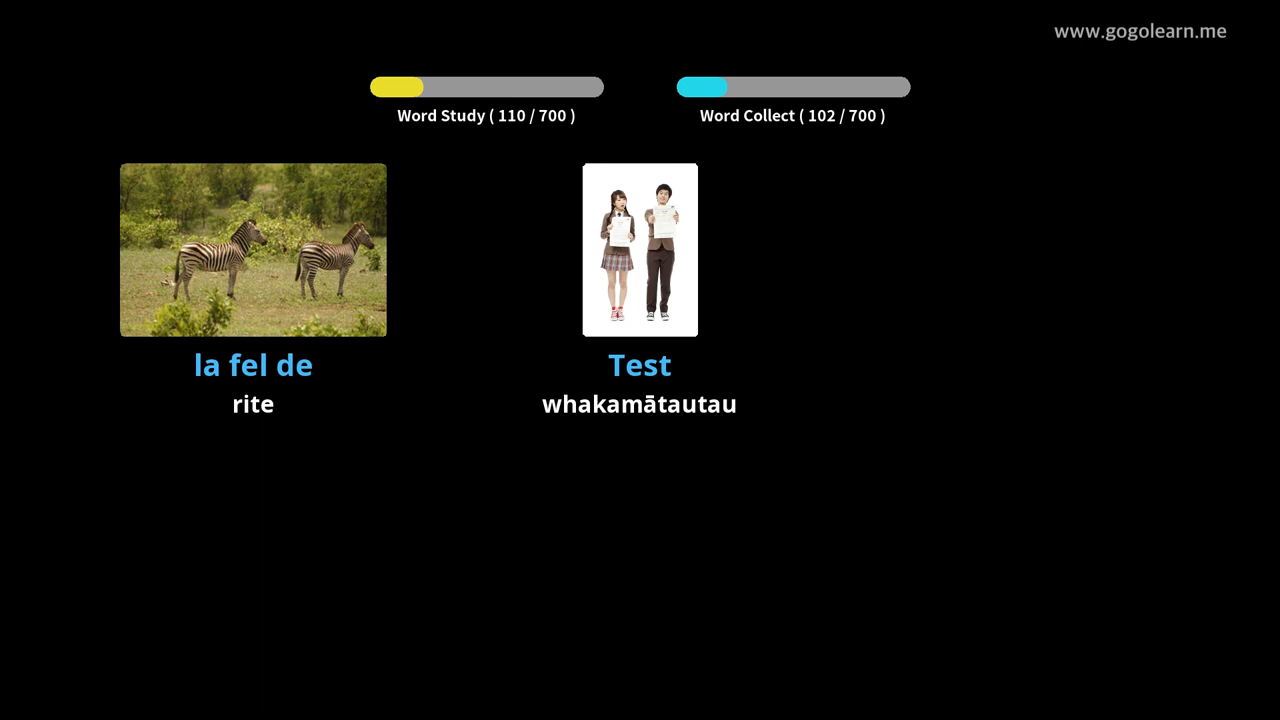 www.gogolearn.me
Word Study ( 110 / 700 )
Word Collect ( 102 / 700 )
la fel de
rite
Test
whakamātautau